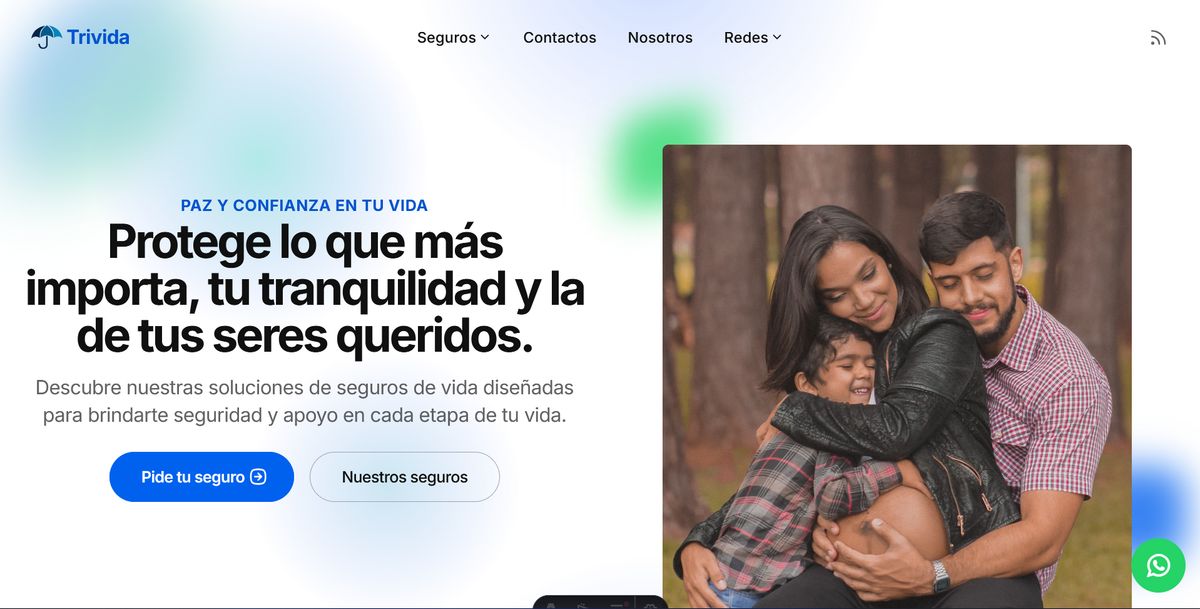 Trivida
Seguros
Contactos
Nosotros
Redes
PAZ Y CONFIANZA EN TU VIDA
Protege lo que más
importa, tu tranquilidad y la
de tus seres queridos.
Descubre nuestras soluciones de seguros de vida diseñadas
para brindarte seguridad y apoyo en cada etapa de tu vida.
Pide tu seguro
Nuestros seguros